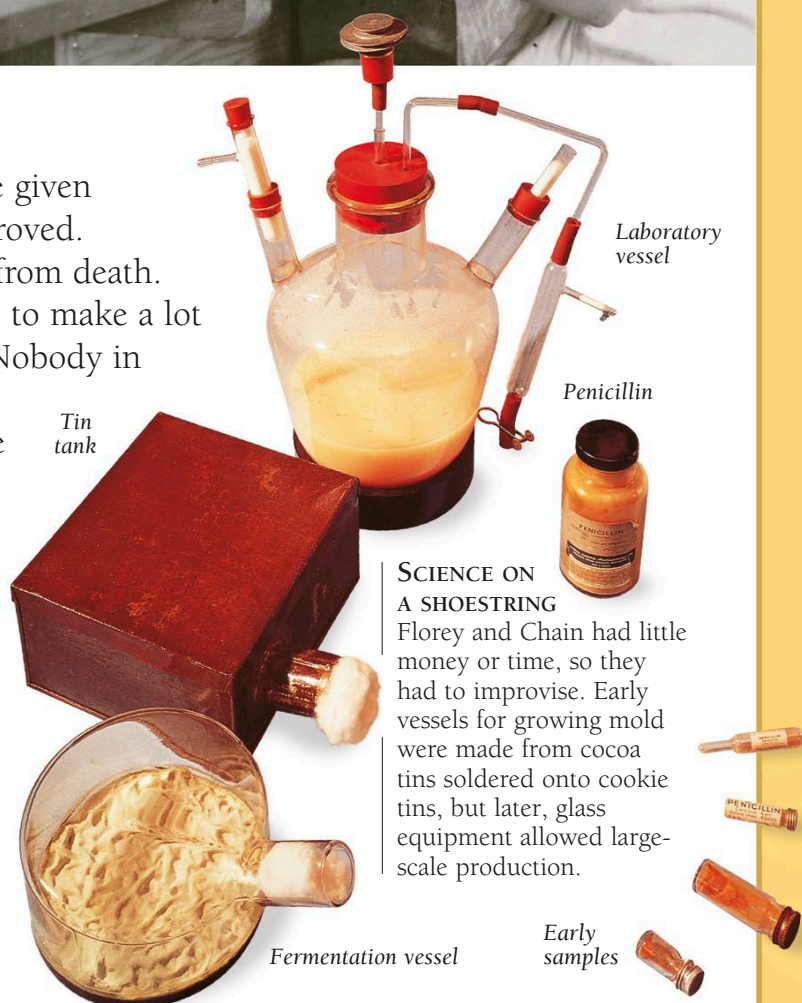 e given
roved.
from death.
to make a lot
Nobody in
e
Laboratory
vessel
Penicillin
Tin
tank
PENICILLIN
SCIENCE ON
A SHOESTRING
Florey and Chain had little
money or time, so they
had to improvise. Early
vessels for growing mold
were made from cocoa
tins soldered onto cookie
tins, but later, glass
equipment allowed large-
scale production.
PENICILLIN
Fermentation vessel
Early
samples